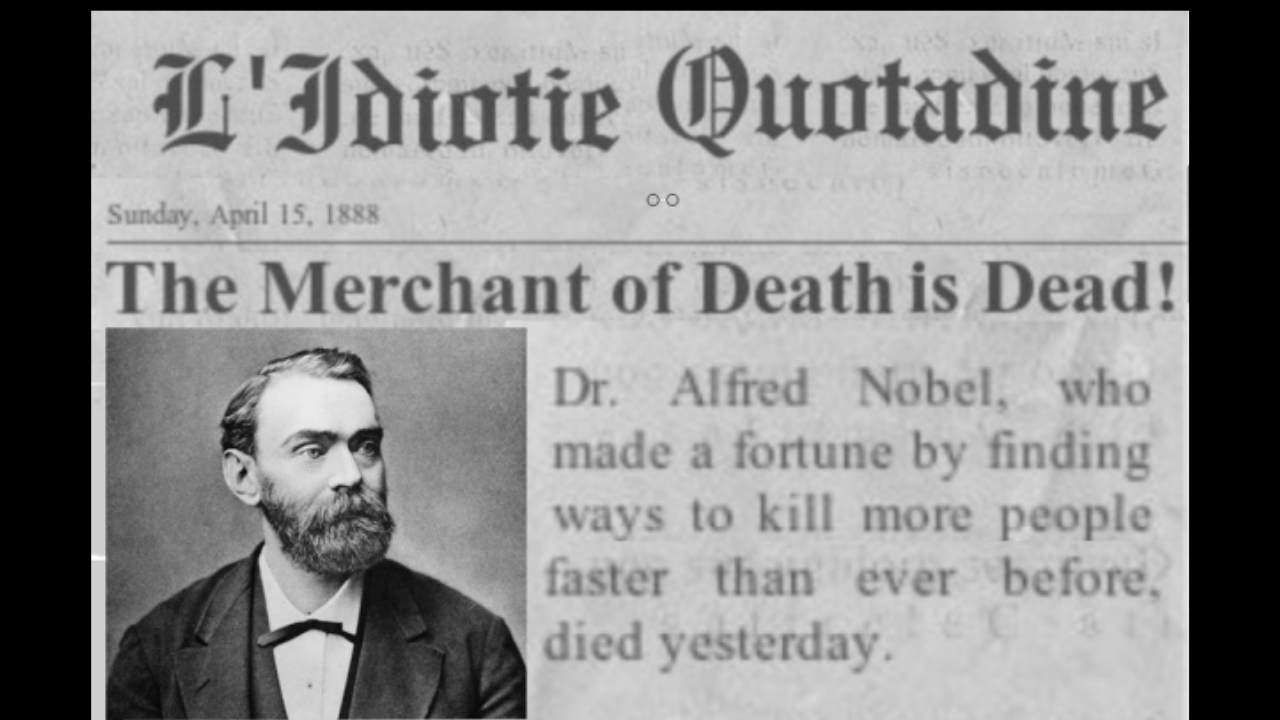 L'Idiotie Quotadine
Sunday, April 15, 1888
The Merchant of Death is Dead!
Dr. Alfred Nobel, who
made a fortune by finding
ways to kill more people
faster than ever before,
died yesterday.